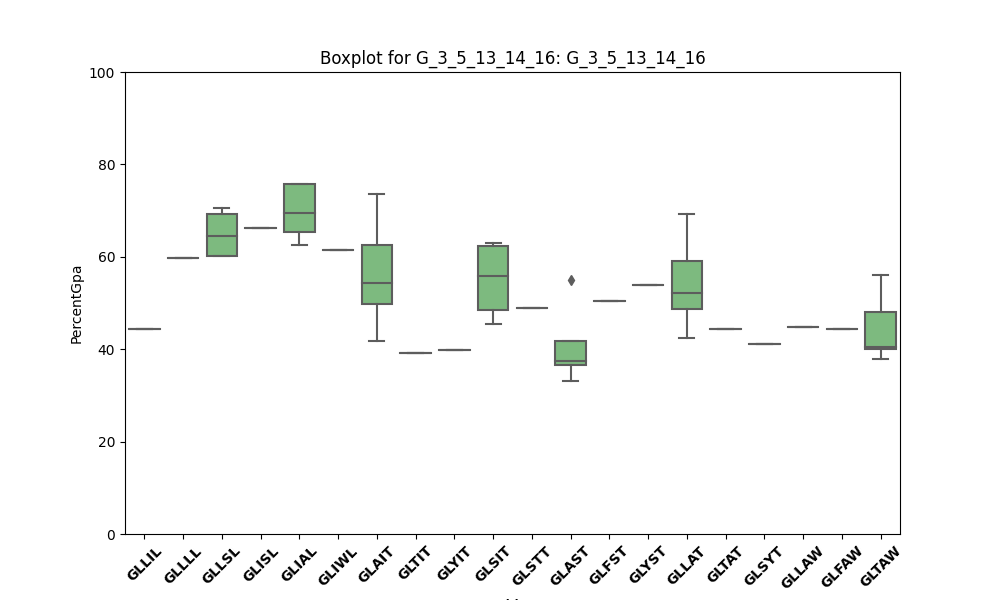 Boxplot for G_3_5_13_14_16: G_3_5_13_14_16
100
80
60
40
20
0
PercentGpa
GLLIL GLLLL GLLSL GLISL GLIAL GLIWL GLAIT GLTIT GLYIT GLSIT GLSTT GLAST GLFST GLYST GLLAT GLTAT GLSYT GLLAW GLFAW GLTAW